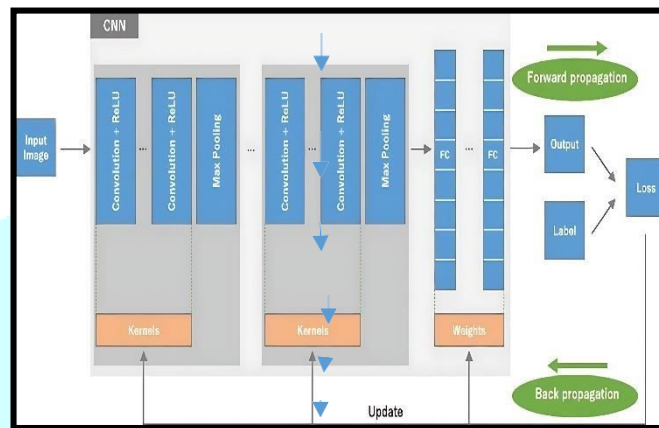 CNN
Input
Image
Convolution + ReLU
...
Convolution + ReLU
Max Pooling
...
Convolution + ReLU
...
Convolution + ReLU
Max Pooling
FC
...
FC
Forward propagation
Output
Label
Loss
Kernels
Kernels
Weights
Update
Back propagation